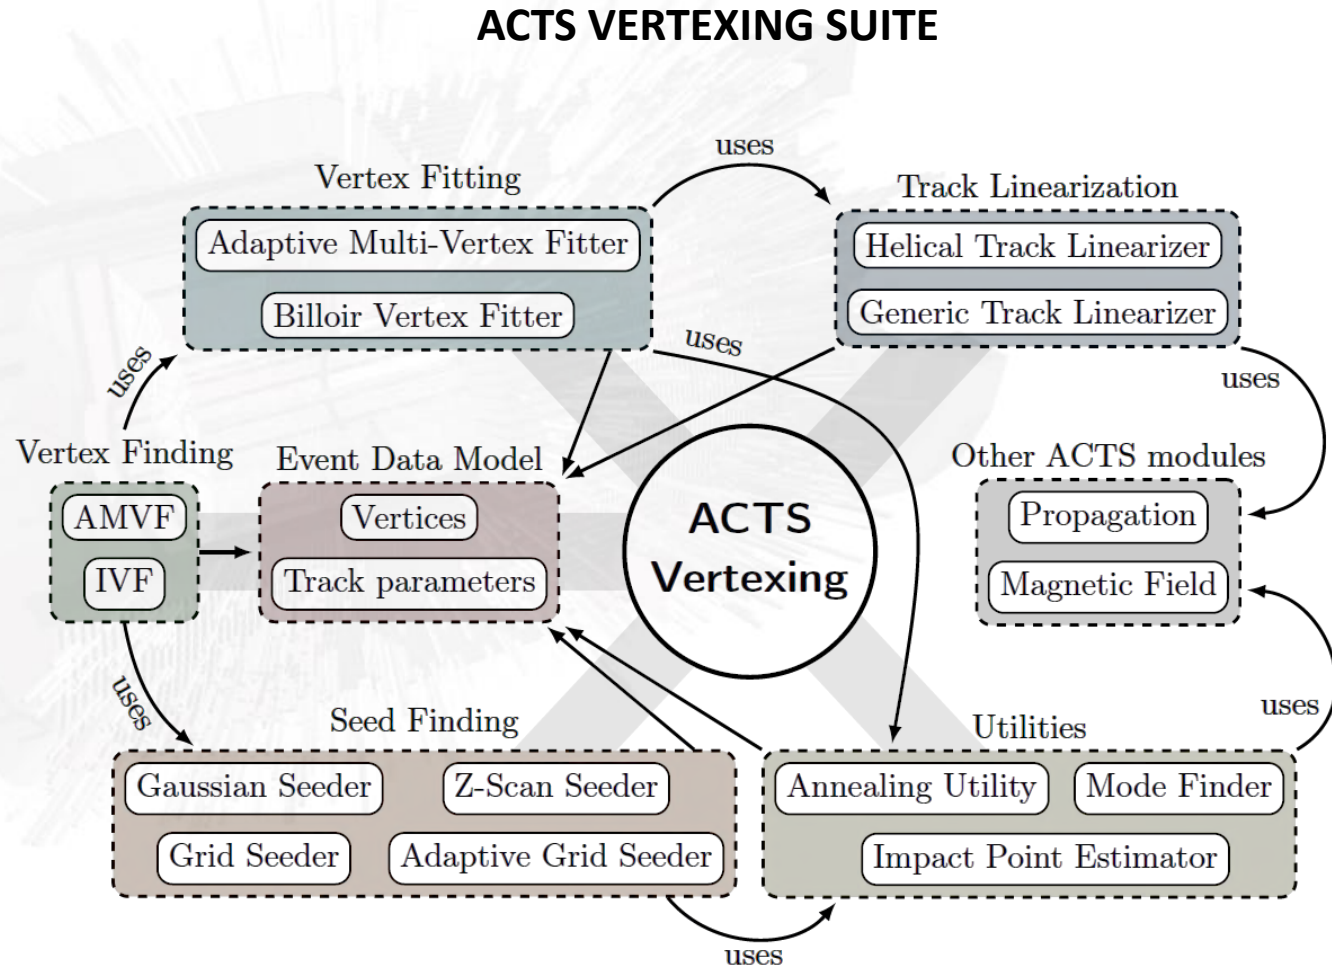 ACTS VERTEXING SUITE
uses
Vertex Fitting
Track Linearization
Adaptive Multi-Vertex Fitter
Helical Track Linearizer
Billoir Vertex Fitter
Generic Track Linearizer
uses
uses
uses
Vertex Finding
Event Data Model
Other ACTS modules
AMVF
Vertices
ACTS
Vertexing
Propagation
IVF
Track parameters
Magnetic Field
uses
uses
Seed Finding
Utilities
Gaussian Seeder
Z-Scan Seeder
Annealing Utility
Mode Finder
Grid Seeder
Adaptive Grid Seeder
Impact Point Estimator
uses